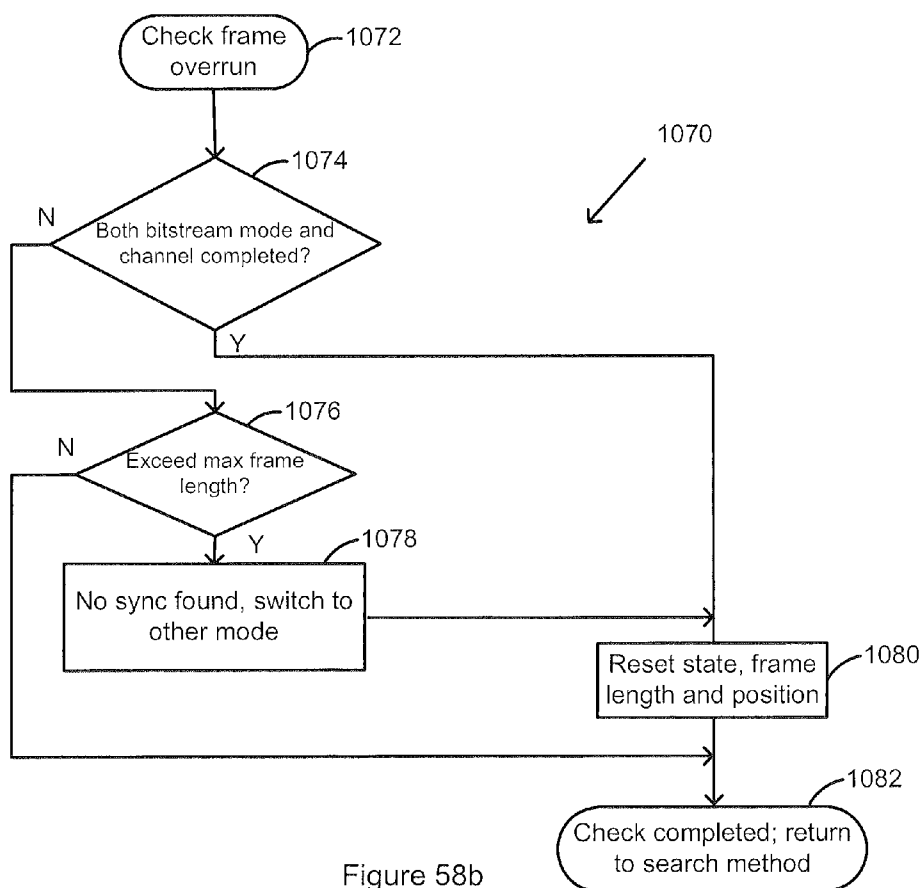 Check frame
overrun
1072
1070
1074
N
Both bitstream mode and
channel completed?
Y
1076
N
Exceed max frame
length?
Y
1078
No sync found, switch to
other mode
1080
Reset state, frame
length and position
1082
Check completed; return
to search method
Figure 58b